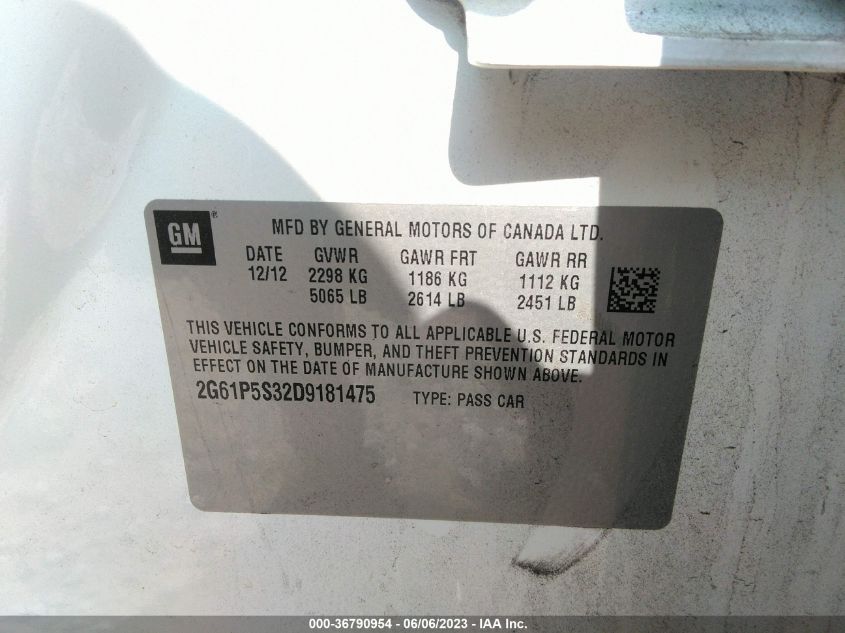 GM®
MFD BY GENERAL MOTORS OF CANADA LTD.
DATE GVWR GAWR FRT GAWR RR
12/12 2298 KG 1186 KG 1112 KG
5065 LB 2614 LB 2451 LB
THIS VEHICLE CONFORMS TO ALL APPLICABLE U.S. FEDERAL MOTOR
VEHICLE SAFETY, BUMPER, AND THEFT PREVENTION STANDARDS IN
EFFECT ON THE DATE OF MANUFACTURE SHOWN ABOVE.
2G61P5S32D9181475 TYPE: PASS CAR
000-36790954 - 06/06/2023 - IAA Inc.